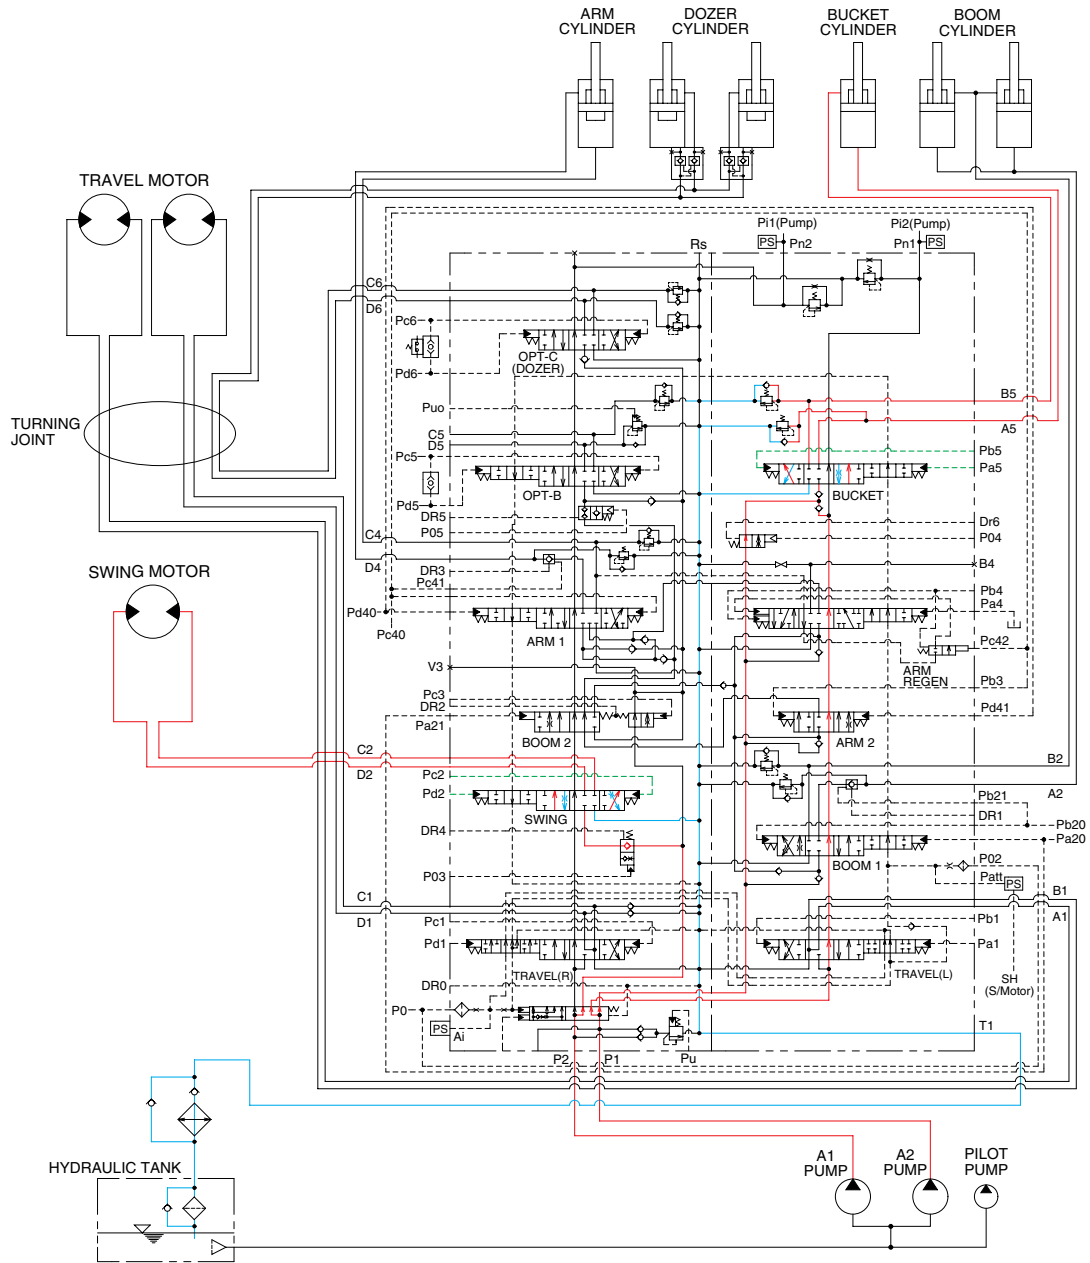 ARM
CYLINDER
DOZER
CYLINDER
BUCKET
CYLINDER
BOOM
CYLINDER
TRAVEL MOTOR
Pi1(Pump)
Pi2(Pump)
PS
Pn2
Pn1
PS
Rs
C6
D6
Pc6
OPT-C
(DOZER)
Pd6
TURNING
JOINT
Puo
B5
C5
D5
A5
Pc5
Pb5
Pa5
OPT-B
BUCKET
Pd5
DR5
P05
Dr6
P04
C4
D4
B4
DR3
Pc41
SWING MOTOR
Pb4
Pa4
Pd40
Pc40
ARM 1
Pc42
V3
ARM
REGEN
Pb3
Pc3
DR2
Pd41
Pa21
BOOM 2
ARM 2
C2
D2
B2
Pc2
A2
Pd2
Pb21
DR1
SWING
Pb20
DR4
Pa20
BOOM 1
P02
P03
Patt
PS
C1
D1
B1
A1
Pc1
Pb1
Pd1
Pa1
TRAVEL(R)
TRAVEL(L)
SH
(S/Motor)
DR0
P0
PS
Ai
T1
P2
P1
Pu
HYDRAULIC TANK
A1
PUMP
A2
PUMP
PILOT
PUMP